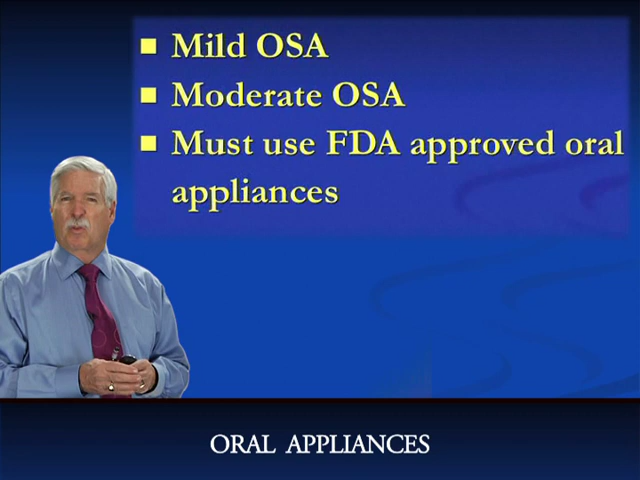 Mild OSA
Moderate OSA
Must use FDA approved oral
appliances
ORAL APPLIANCES